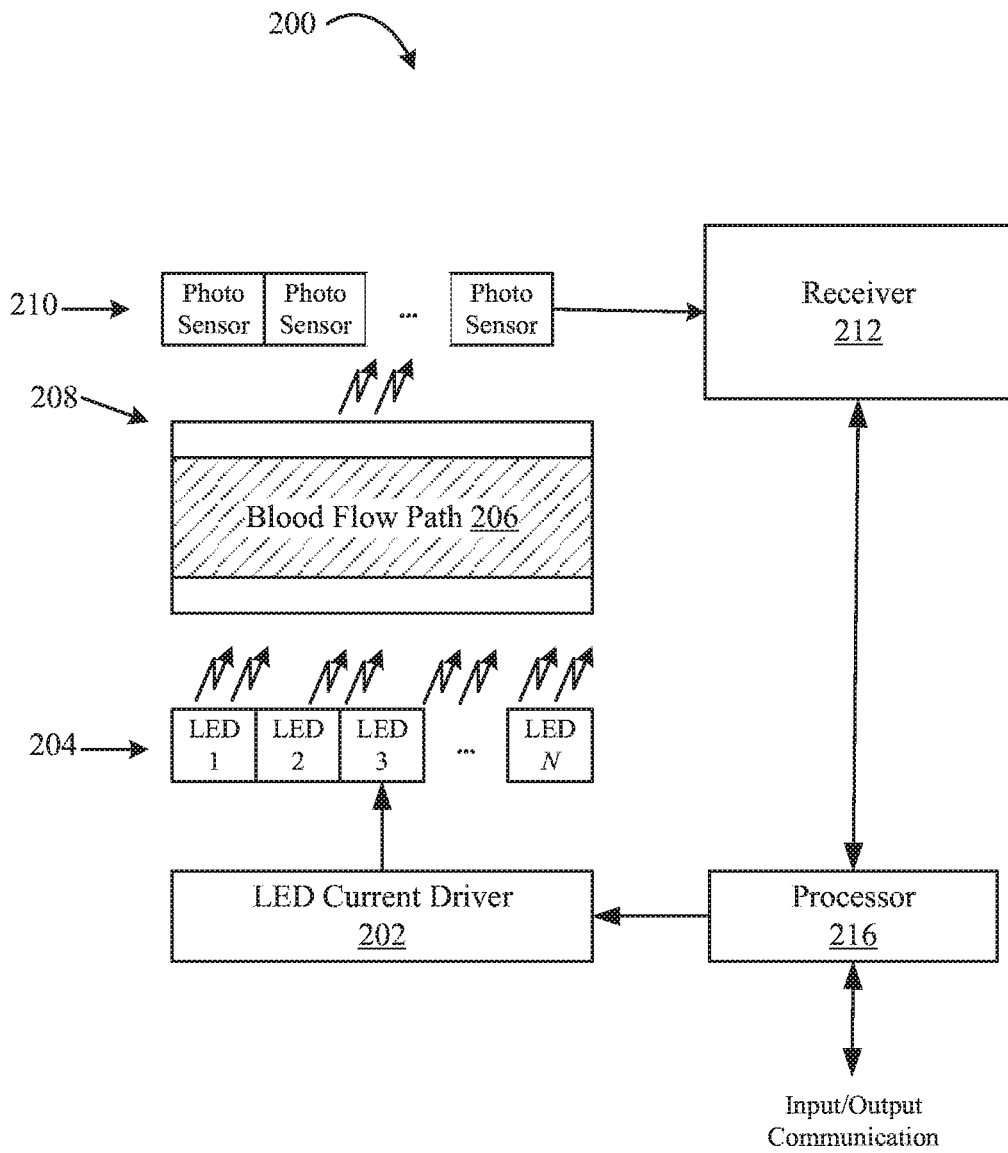 200
210
Photo Sensor
Photo Sensor
...
Photo Sensor
Receiver
212
208
Blood Flow Path 206
204
LED 1
LED 2
LED 3
...
LED N
LED Current Driver
202
Processor
216
Input/Output
Communication